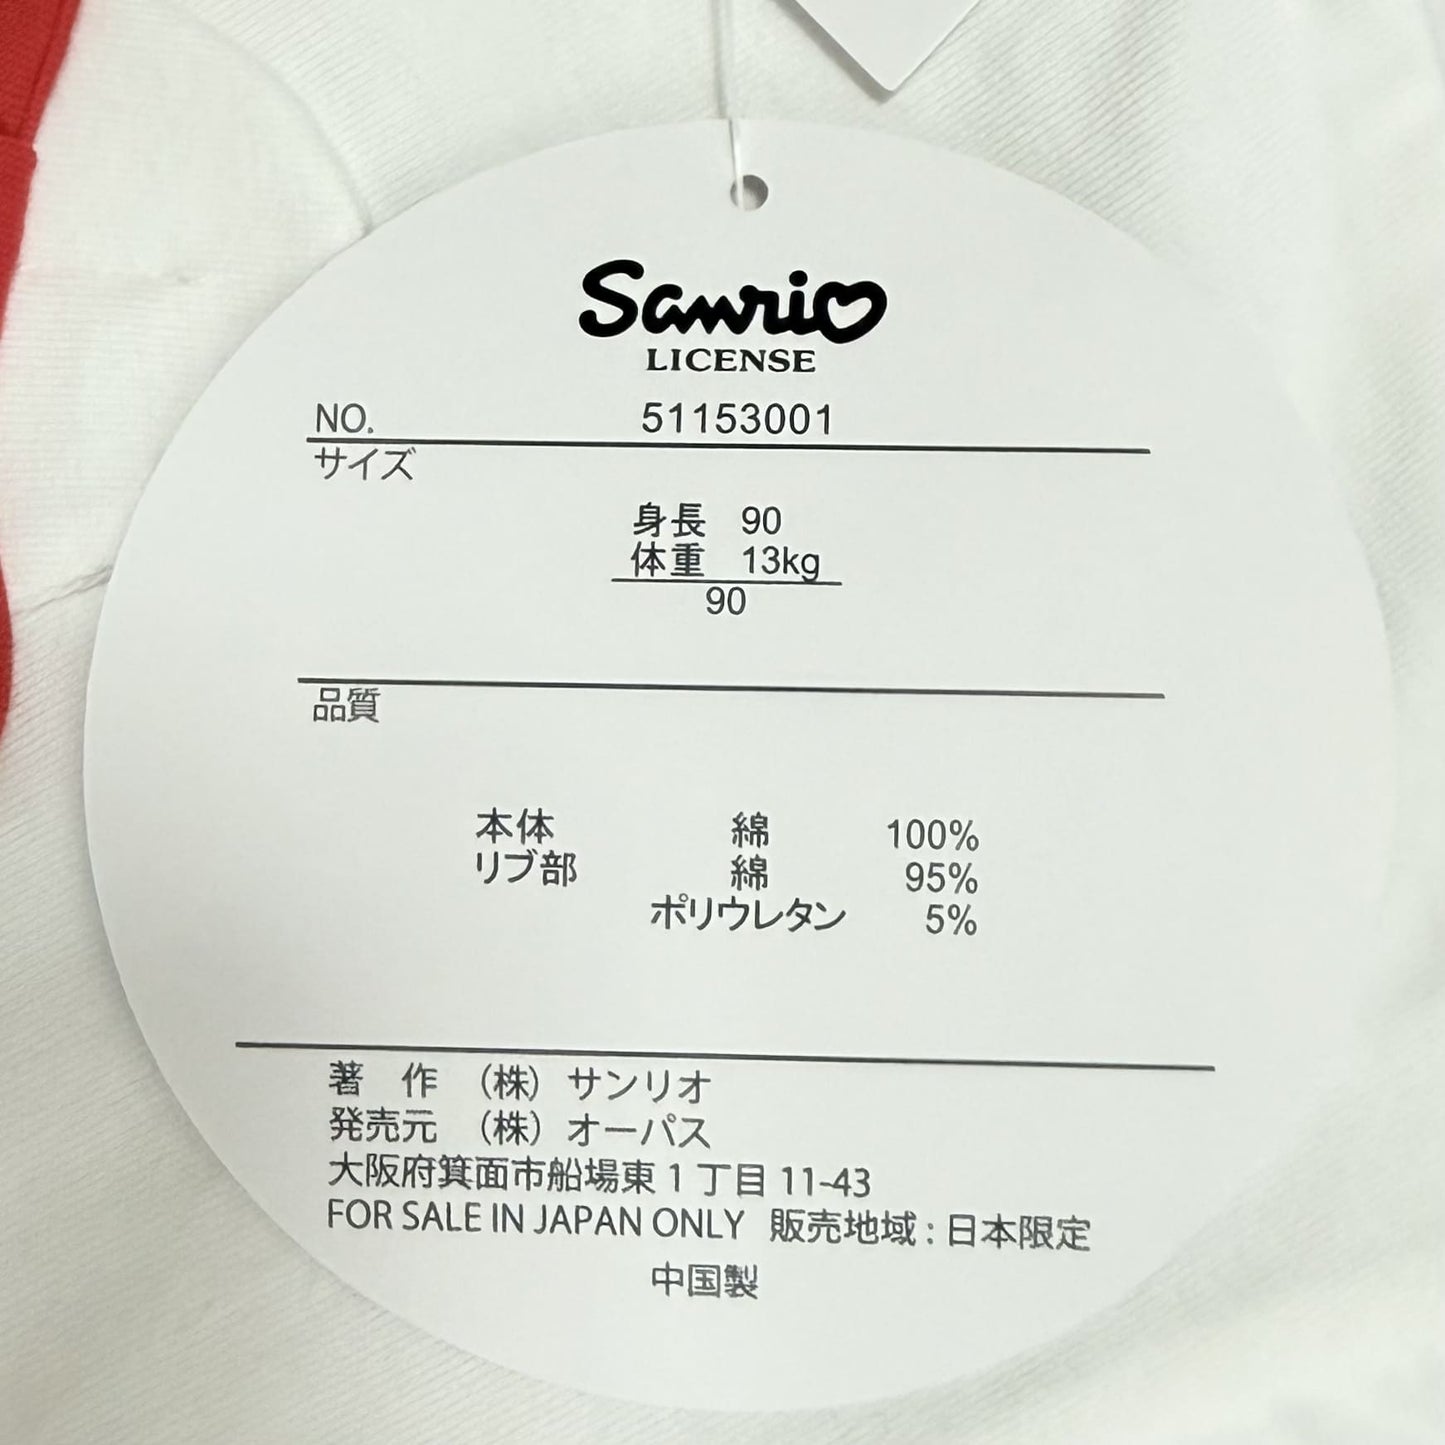 Sanrio
LICENSE
NO. 51153001
サイズ
身長 90
体重 13kg
90
品質
本体 綿 100%
リブ部 綿 95%
ポリウレタン 5%
著 作 (株) サンリオ
発売元 (株) オーパス
大阪府箕面市船場東1丁目11-43
FOR SALE IN JAPAN ONLY 販売地域:日本限定
中国製